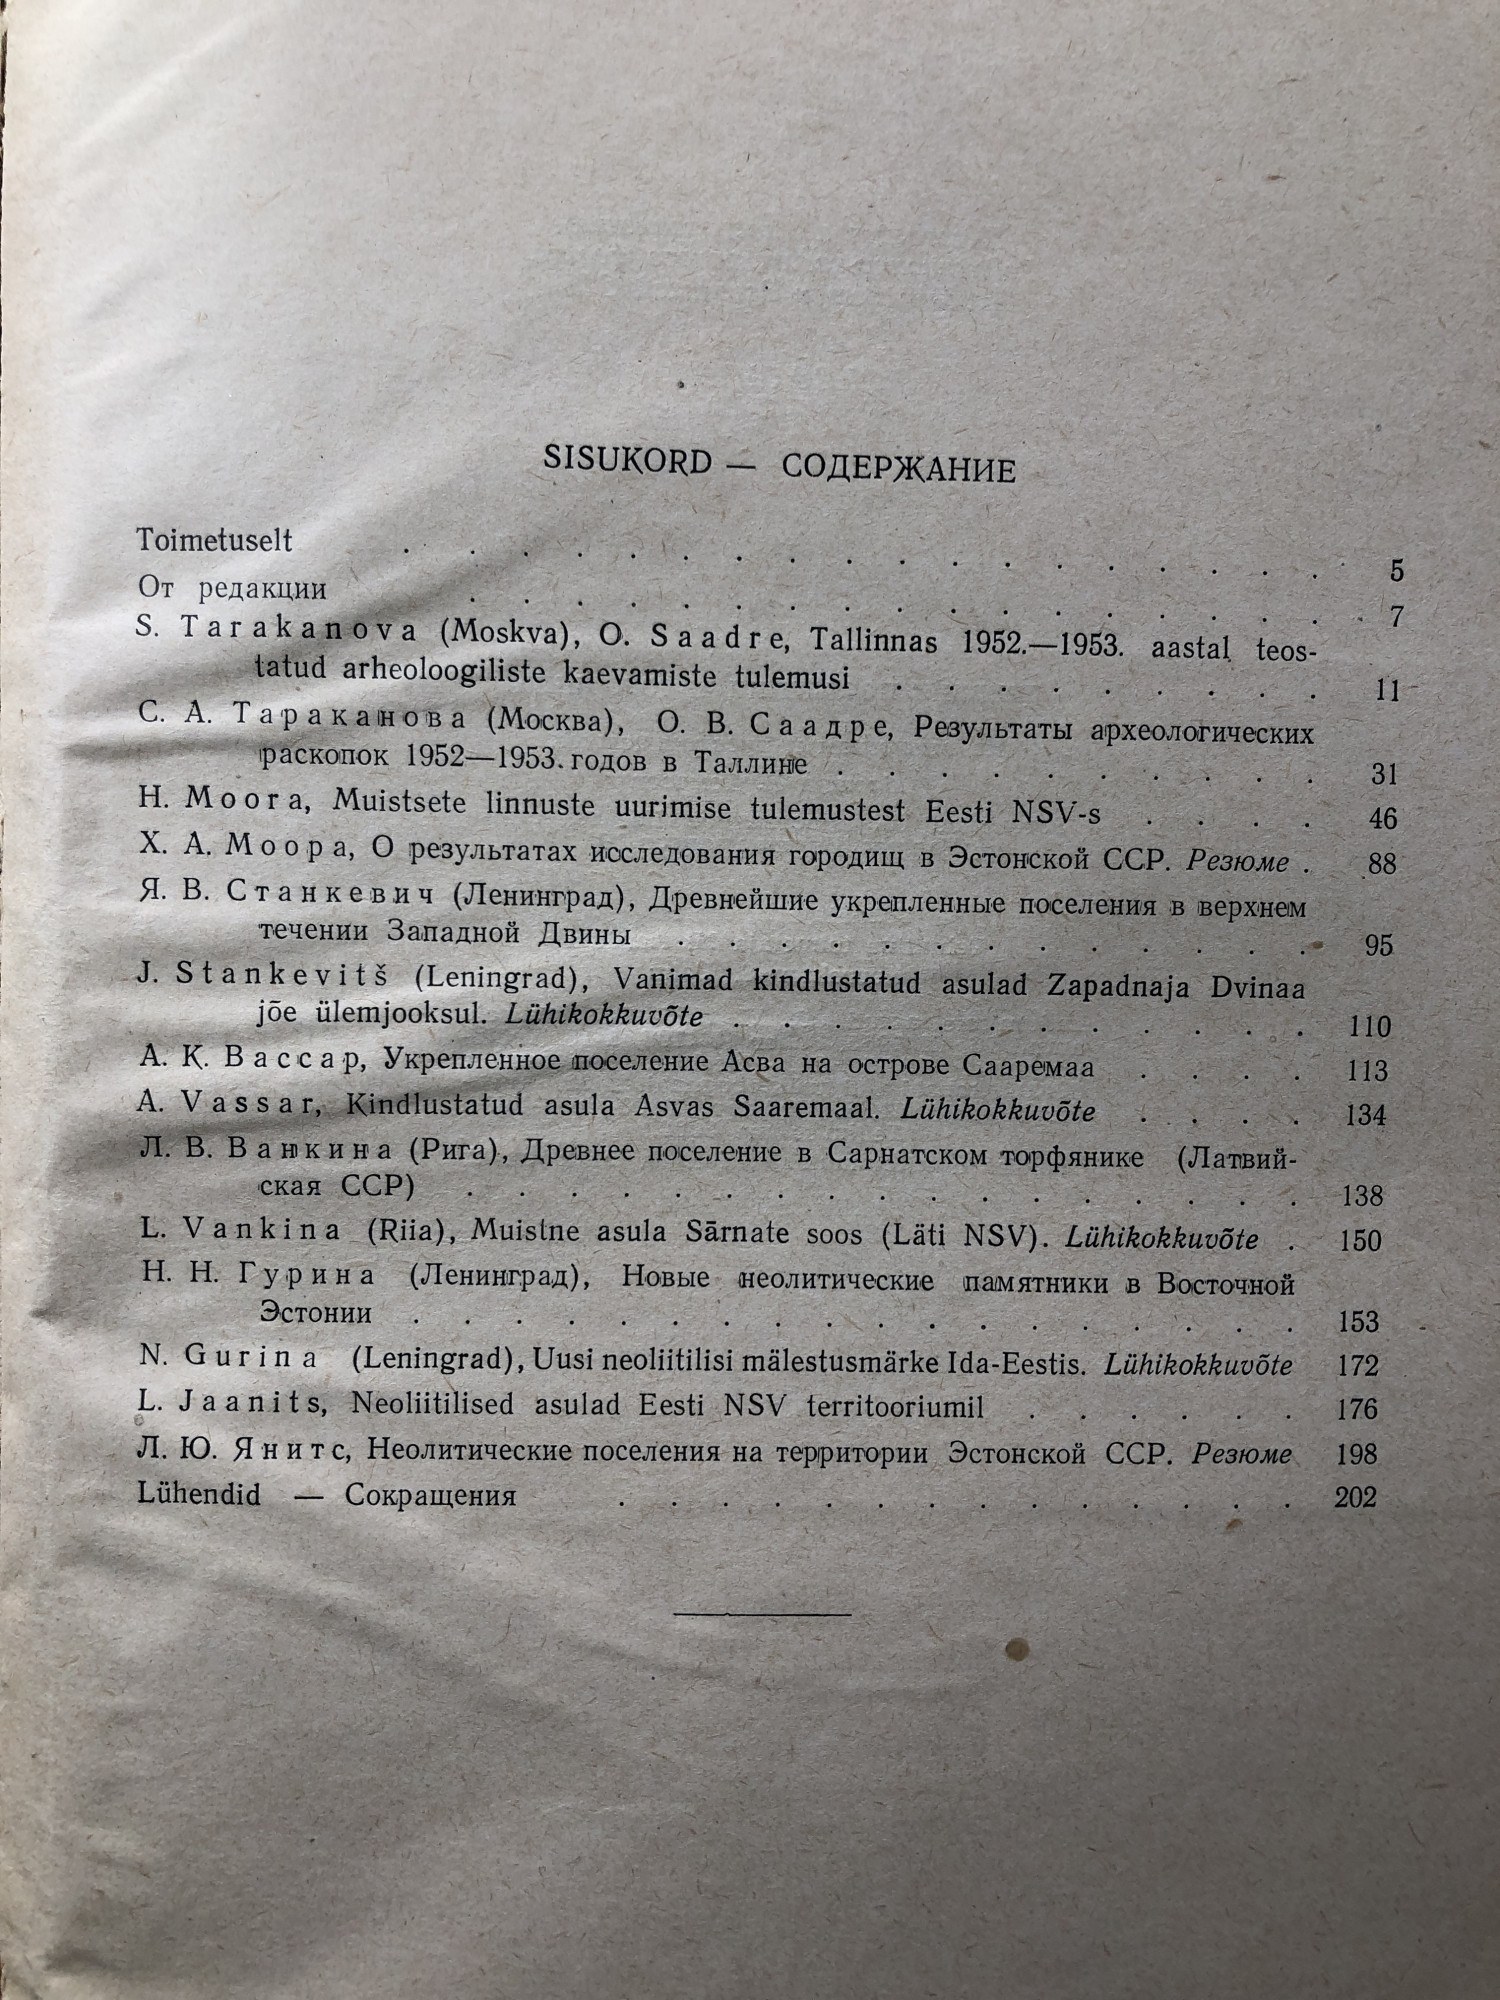 SISUKORD — СОДЕРЖАНИЕ
Toimetuselt . . . . . . . . . . . . . . . . . . 5
От редакции . . . . . . . . . . . . . . . . . . 7
S. Tarakanova (Moskva), O. Saadre, Tallinnas 1952.—1953. aastal teos-
tatud arheoloogiliste kaevamiste tulemusi . . . . . . . . . 11
С. А. Тараканова (Москва), О. В. Саадре, Результаты археологических
раскопок 1952—1953. годов в Таллине . . . . . . . . . . 31
H. Moora, Muistsete linnuste uurimise tulemustest Eesti NSV-s . . . . 46
Х. А. Моора, О результатах исследования городищ в Эстонской ССР. Резюме . 88
Я. В. Станкевич (Ленинград), Древнейшие укрепленные поселения в верхнем
течении Западной Двины . . . . . . . . . . . . . 95
J. Stankevitš (Leningrad), Vanimad kindlustatud asulad Zapadnaja Dvinaa
jõe ülemjooksul. Lühikokkuvõte . . . . . . . . . . . . 110
А. К. Вассар, Укрепленное поселение Асва на острове Сааремаа . . . . 113
A. Vassar, Kindlustatud asula Asvas Saaremaal. Lühikokkuvõte . . . . 134
Л. В. Ванкина (Рига), Древнее поселение в Сарнатском торфянике (Латвий-
ская ССР) . . . . . . . . . . . . . . . . . 138
L. Vankina (Riia), Muistne asula Sārnate soos (Läti NSV). Lühikokkuvõte . 150
Н. Н. Гурина (Ленинград), Новые неолитические памятники в Восточной
Эстонии . . . . . . . . . . . . . . . . . . 153
N. Gurina (Leningrad), Uusi neoliitilisi mälestusmärke Ida-Eestis. Lühikokkuvõte 172
L. Jaanits, Neoliitilised asulad Eesti NSV territooriumil . . . . . . 176
Л. Ю. Янитс, Неолитические поселения на территории Эстонской ССР. Резюме 198
Lühendid — Сокращения . . . . . . . . . . . . . . 202